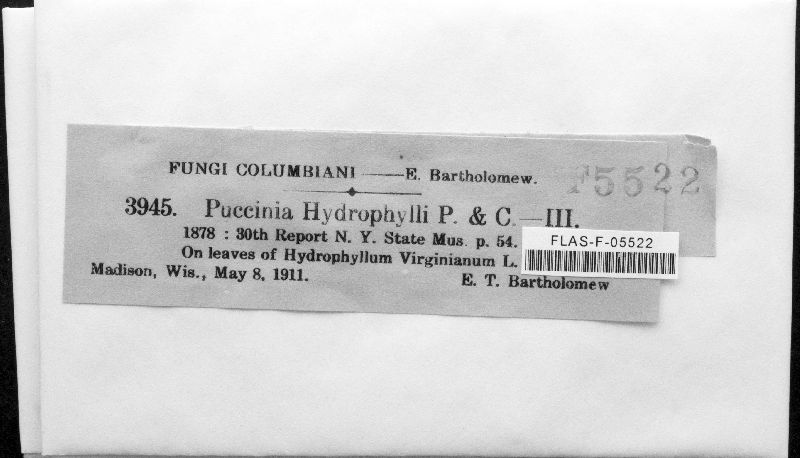 FUNGI COLUMBIANI — E. Bartholomew.
F5522
3945. Puccinia Hydrophylli P. & C.—III.
1878 : 30th Report N. Y. State Mus. p. 54.
FLAS-F-05522
On leaves of Hydrophyllum Virginianum L.
Madison, Wis., May 8, 1911. E. T. Bartholomew